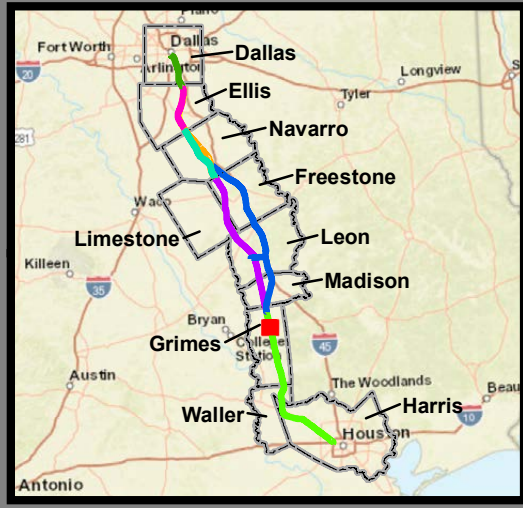 Plano
Fort Worth
Dallas
Dallas
Arlington
20
Longview
Ellis
Tyler
281
Navarro
Freestone
Waco
Limestone
Leon
Killeen
Madison
35
Bryan
Grimes
College
Station
45
Austin
The Woodlands
Waller
Harris
Beau
10
Houston
Antonio